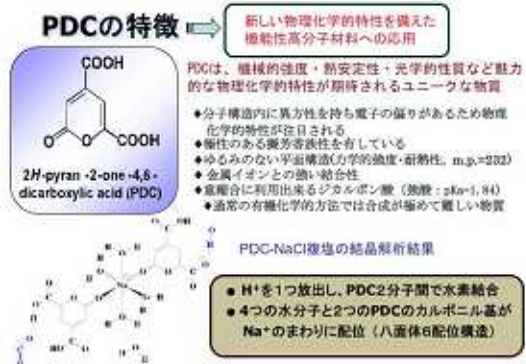 PDCの特徴
新しい物理化学的特性を備えた
機能性高分子材料への応用
COOH
O
O
COOH
2H-pyran -2-one -4,6-
dicarboxylic acid (PDC)
PDCは、機械的強度・熱安定性・光学的性質など魅力
的な物理化学的特性が期待されるユニークな物質
◆分子構造内に異方性を持ち電子の偏りがあるため物理
化学的特性が注目される
◆極性のある擬芳香族性を有している
◆ゆるみのない平面構造(力学的強度・耐熱性, m.p.=232)
◆金属イオンとの強い結合性
◆重縮合に利用出来るジカルボン酸（強酸：pKa=1.84）
◆通常の有機化学的方法では合成が極めて難しい物質
PDC-NaCl複塩の結晶解析結果
● H⁺を1つ放出し、PDC2分子間で水素結合
● 4つの水分子と2つのPDCのカルボニル基が
Na⁺のまわりに配位（八面体6配位構造）